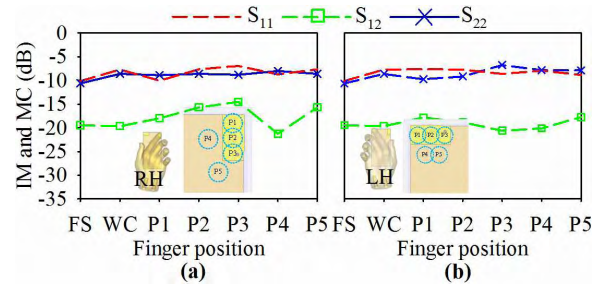 S11 S12 S22
IM and MC (dB)
0
-5
-10
-15
-20
-25
-30
-35
P1
P4 P2
P3
P5
RH
FS WC P1 P2 P3 P4 P5
Finger position
(a)
P1 P2 P3
P4 P5
LH
FS WC P1 P2 P3 P4 P5
Finger position
(b)